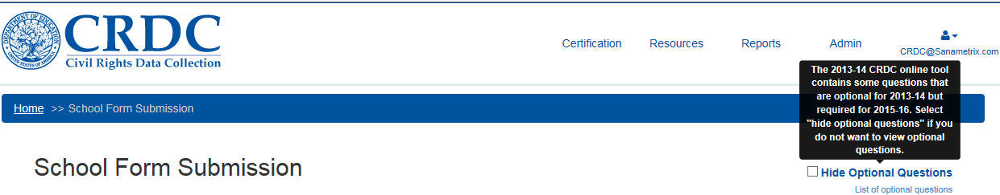 DEPARTMENT OF EDUCATION
UNITED STATES OF AMERICA
CRDC
Civil Rights Data Collection
Certification Resources Reports Admin
CRDC@Sanametrix.com
The 2013-14 CRDC online tool
contains some questions that
are optional for 2013-14 but
required for 2015-16. Select
"hide optional questions" if you
do not want to view optional
questions.
Home >> School Form Submission
School Form Submission
Hide Optional Questions
List of optional questions